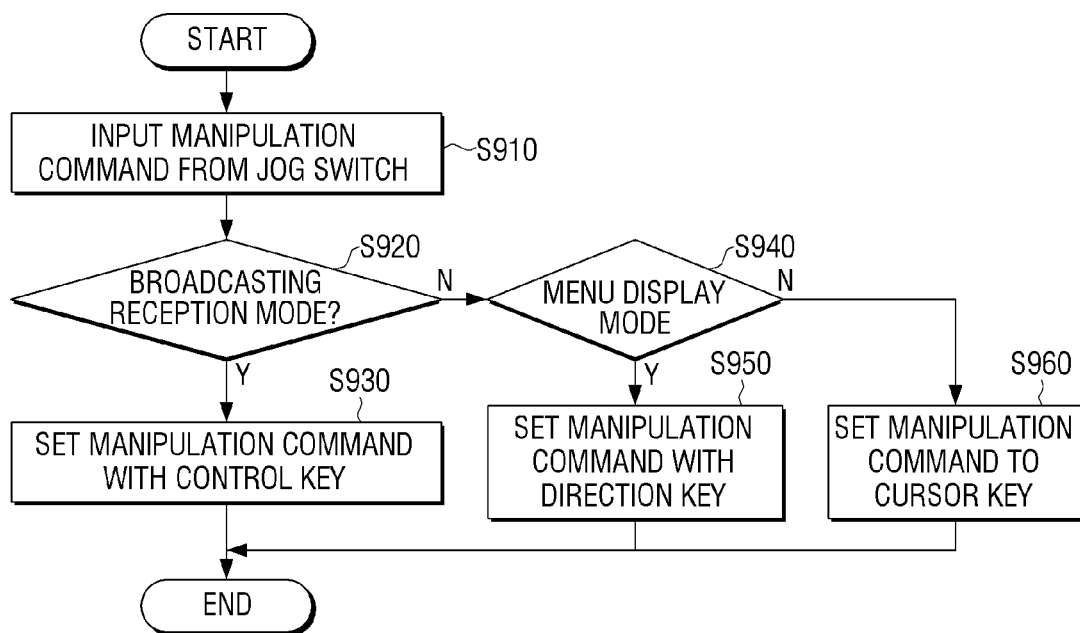 START
INPUT MANIPULATION
COMMAND FROM JOG SWITCH
S910
S920
BROADCASTING
RECEPTION MODE?
N
Y
S940
MENU DISPLAY
MODE
N
Y
S930
SET MANIPULATION COMMAND
WITH CONTROL KEY
S950
SET MANIPULATION
COMMAND WITH
DIRECTION KEY
S960
SET MANIPULATION
COMMAND TO
CURSOR KEY
END